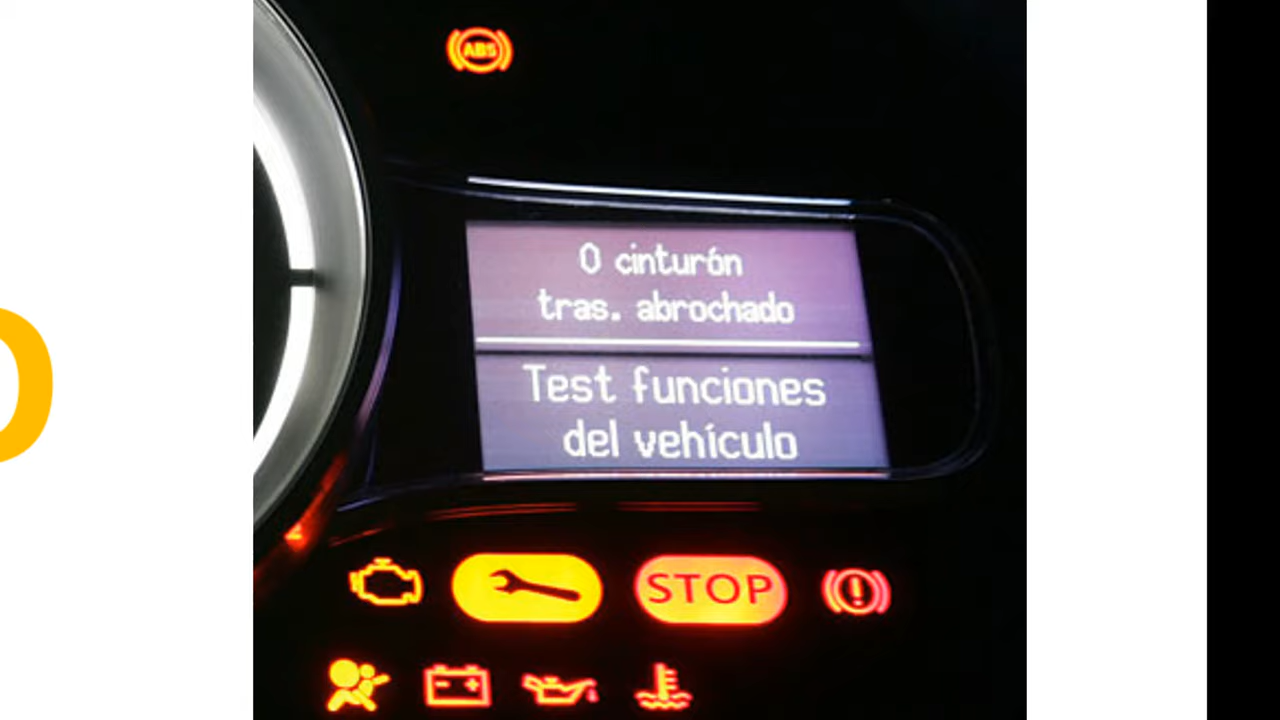 ABS
0 cinturón
tras. abrochado
Test funciones
del vehículo
STOP